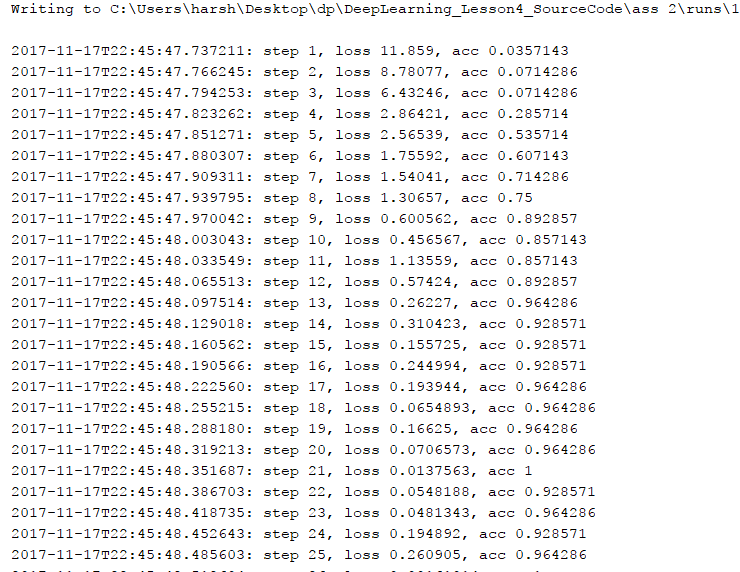 Writing to C:\Users\harsh\Desktop\dp\DeepLearning_Lesson4_SourceCode\ass 2\runs\1
2017-11-17T22:45:47.737211: step 1, loss 11.859, acc 0.0357143
2017-11-17T22:45:47.766245: step 2, loss 8.78077, acc 0.0714286
2017-11-17T22:45:47.794253: step 3, loss 6.43246, acc 0.0714286
2017-11-17T22:45:47.823262: step 4, loss 2.86421, acc 0.285714
2017-11-17T22:45:47.851271: step 5, loss 2.56539, acc 0.535714
2017-11-17T22:45:47.880307: step 6, loss 1.75592, acc 0.607143
2017-11-17T22:45:47.909311: step 7, loss 1.54041, acc 0.714286
2017-11-17T22:45:47.939795: step 8, loss 1.30657, acc 0.75
2017-11-17T22:45:47.970042: step 9, loss 0.600562, acc 0.892857
2017-11-17T22:45:48.003043: step 10, loss 0.456567, acc 0.857143
2017-11-17T22:45:48.033549: step 11, loss 1.13559, acc 0.857143
2017-11-17T22:45:48.065513: step 12, loss 0.57424, acc 0.892857
2017-11-17T22:45:48.097514: step 13, loss 0.26227, acc 0.964286
2017-11-17T22:45:48.129018: step 14, loss 0.310423, acc 0.928571
2017-11-17T22:45:48.160562: step 15, loss 0.155725, acc 0.928571
2017-11-17T22:45:48.190566: step 16, loss 0.244994, acc 0.928571
2017-11-17T22:45:48.222560: step 17, loss 0.193944, acc 0.964286
2017-11-17T22:45:48.255215: step 18, loss 0.0654893, acc 0.964286
2017-11-17T22:45:48.288180: step 19, loss 0.16625, acc 0.964286
2017-11-17T22:45:48.319213: step 20, loss 0.0706573, acc 0.964286
2017-11-17T22:45:48.351687: step 21, loss 0.0137563, acc 1
2017-11-17T22:45:48.386703: step 22, loss 0.0548188, acc 0.928571
2017-11-17T22:45:48.418735: step 23, loss 0.0481343, acc 0.964286
2017-11-17T22:45:48.452643: step 24, loss 0.194892, acc 0.928571
2017-11-17T22:45:48.485603: step 25, loss 0.260905, acc 0.964286